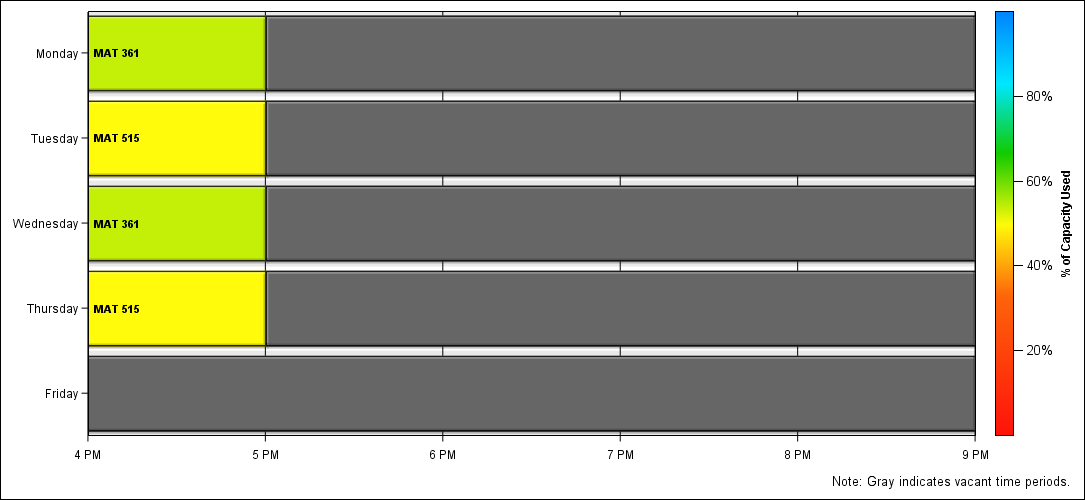 Monday
MAT 361
Tuesday
MAT 515
Wednesday
MAT 361
Thursday
MAT 515
Friday
4 PM 5 PM 6 PM 7 PM 8 PM 9 PM
80%
60%
40%
20%
% of Capacity Used
Note: Gray indicates vacant time periods.